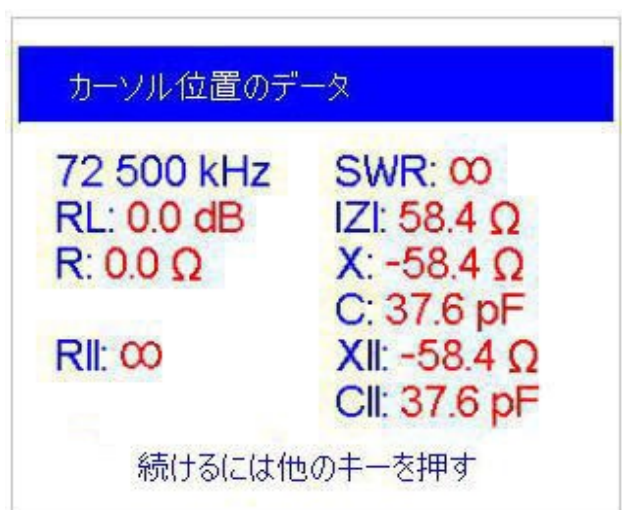 カーソル位置のデータ
72 500 kHz SWR: ∞
RL: 0.0 dB IZI: 58.4 Ω
R: 0.0 Ω X: -58.4 Ω
C: 37.6 pF
RII: ∞ XII: -58.4 Ω
CII: 37.6 pF
続けるには他のキーを押す